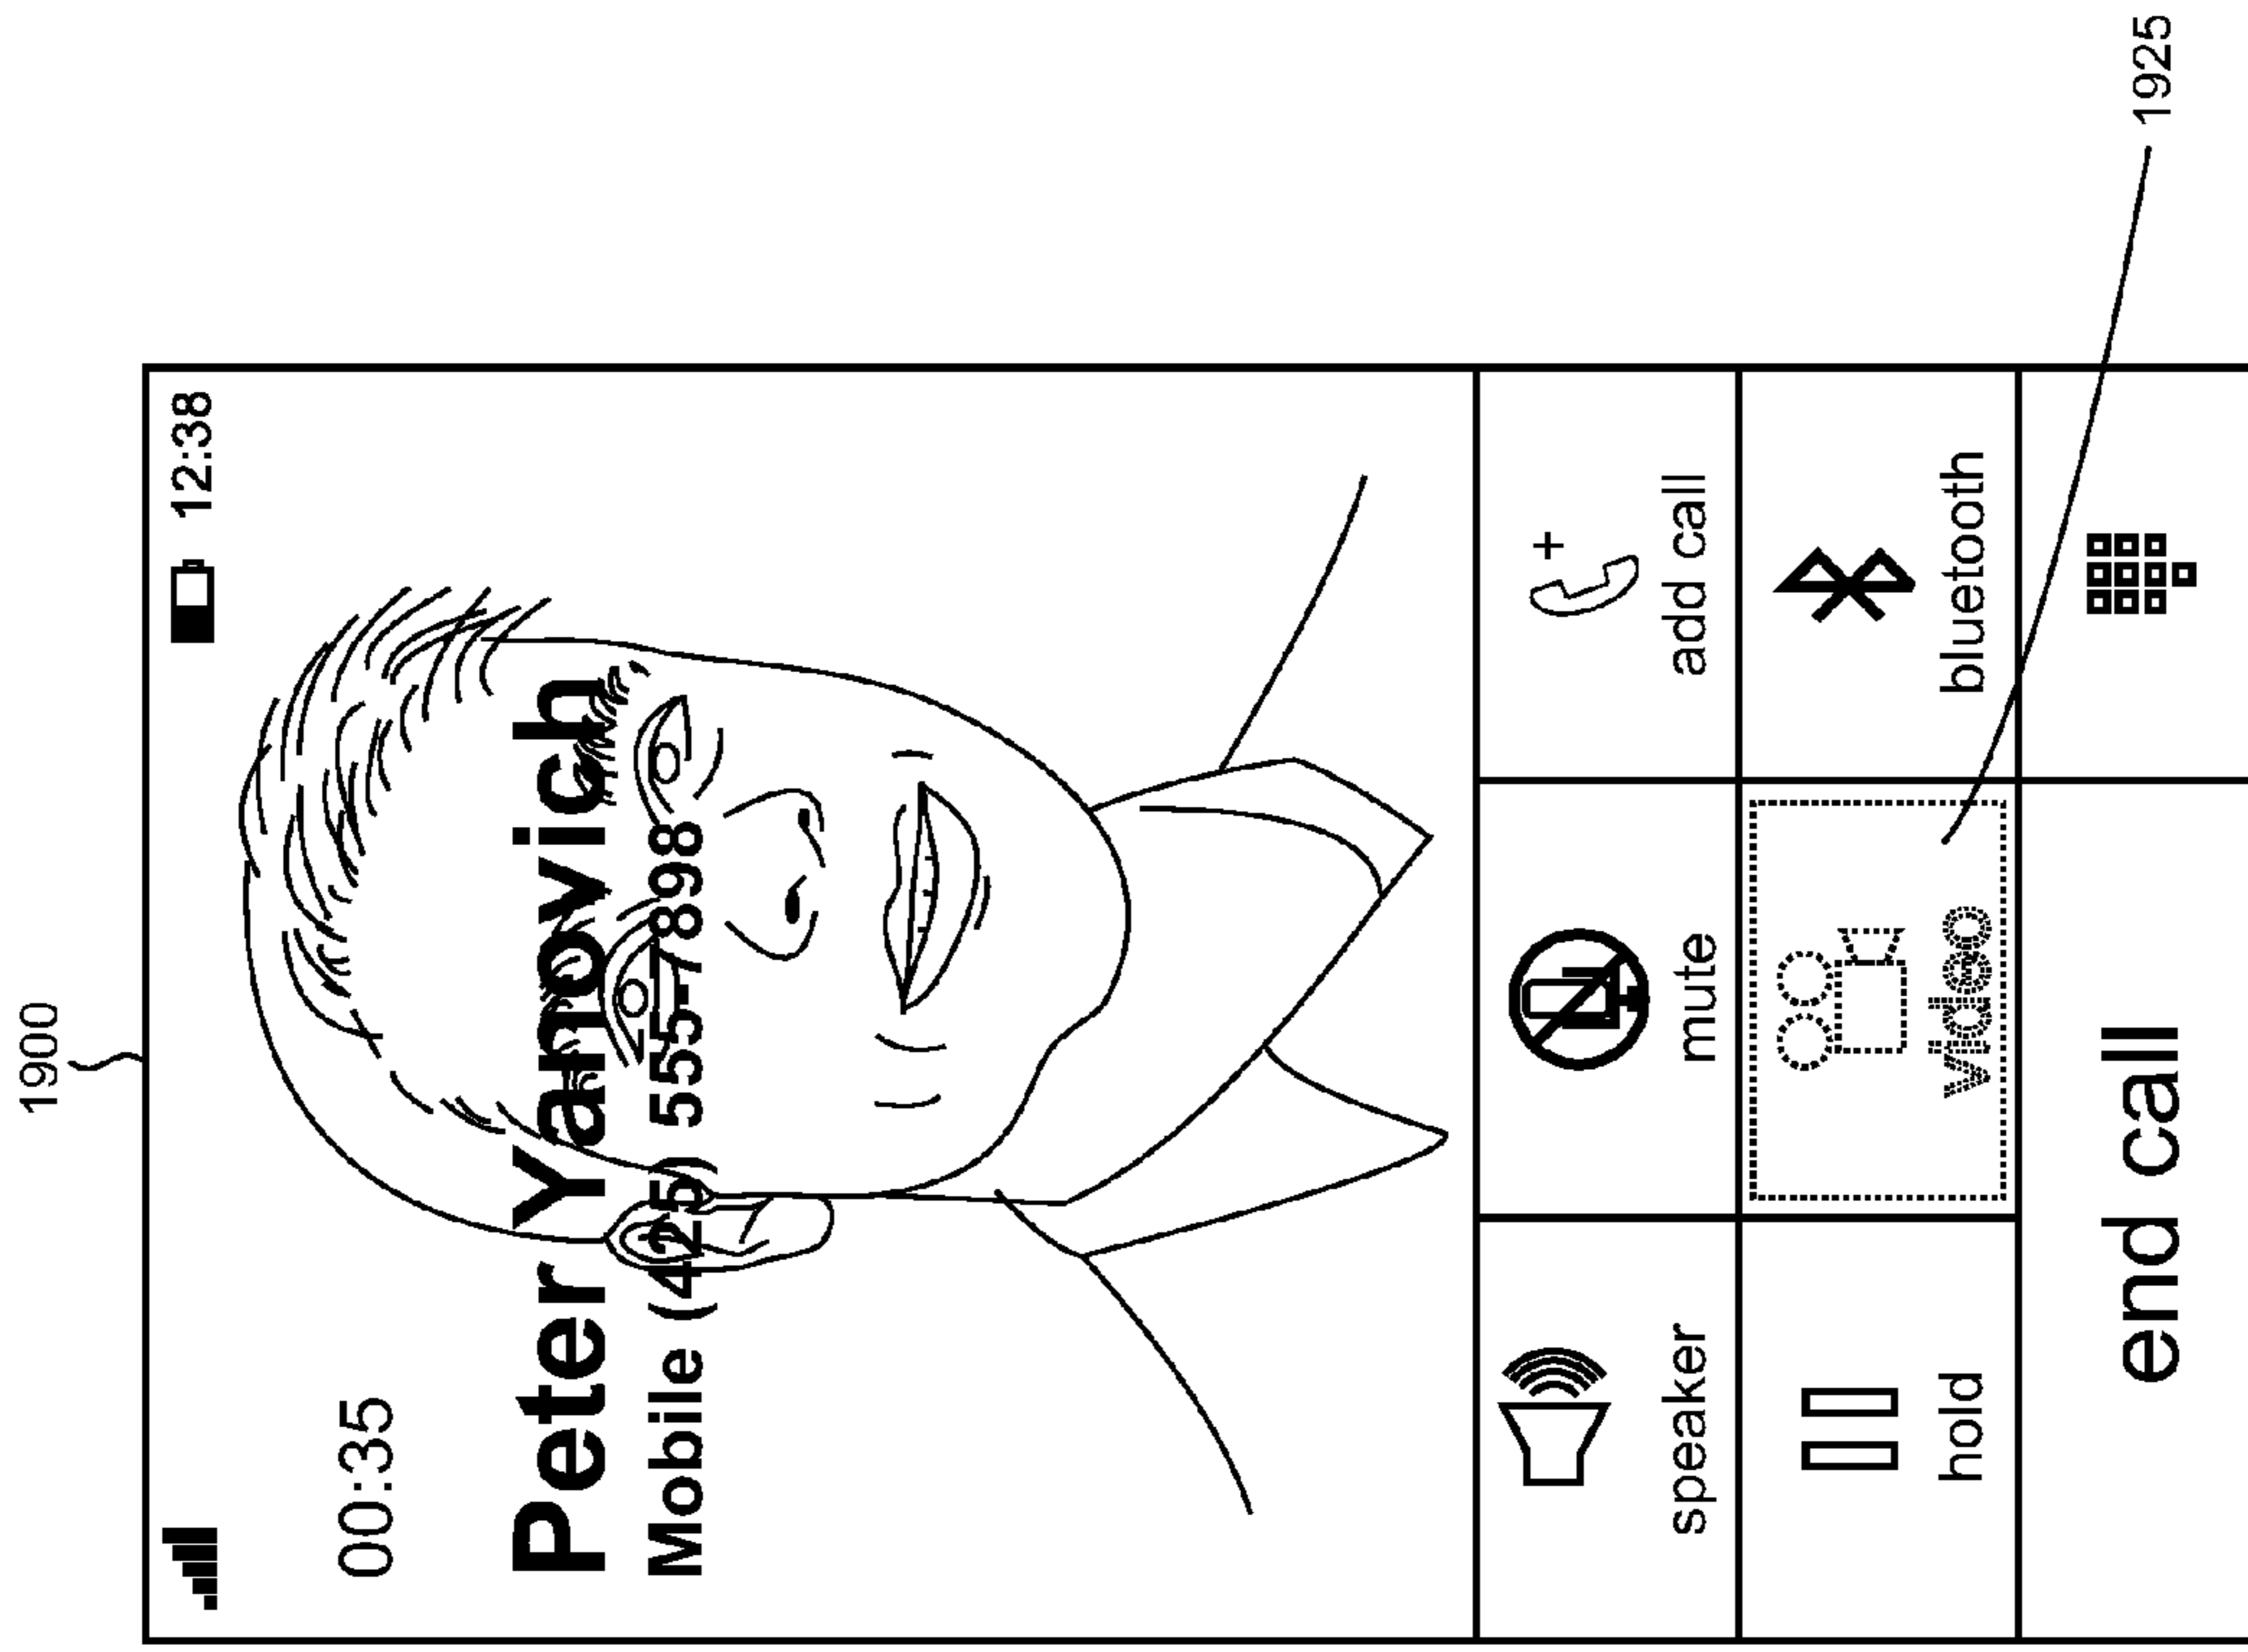 1900
12:38
00:35
Peter Yanovich
Mobile (425) 555-7898
speaker mute add call
hold video bluetooth
end call
1925